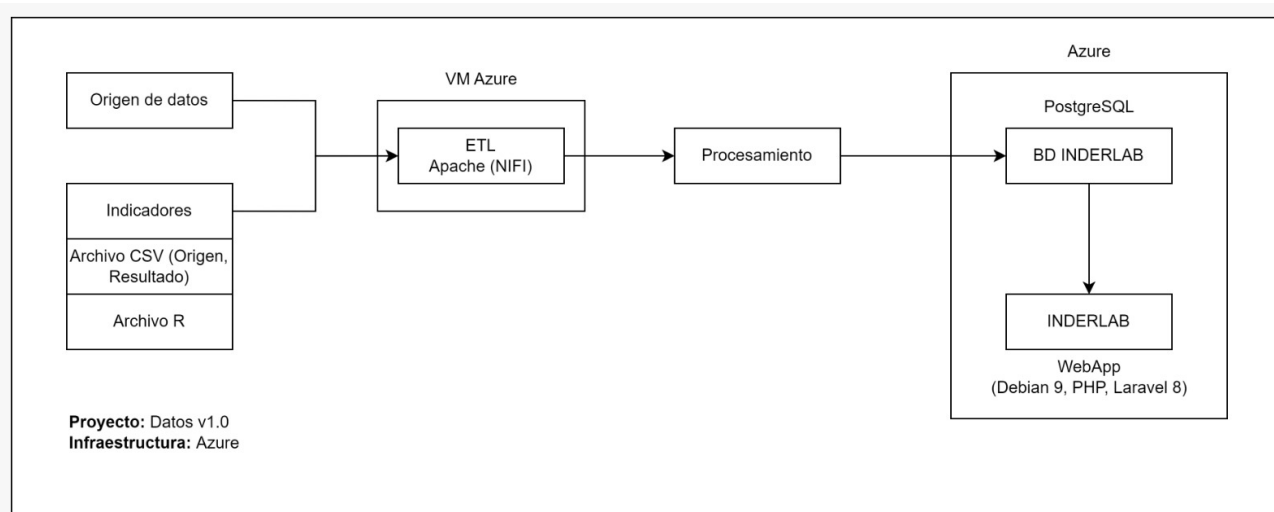 Origen de datos
Indicadores
Archivo CSV (Origen,
Resultado)
Archivo R
VM Azure
ETL
Apache (NIFI)
Procesamiento
Azure
PostgreSQL
BD INDERLAB
INDERLAB
WebApp
(Debian 9, PHP, Laravel 8)
Proyecto: Datos v1.0
Infraestructura: Azure